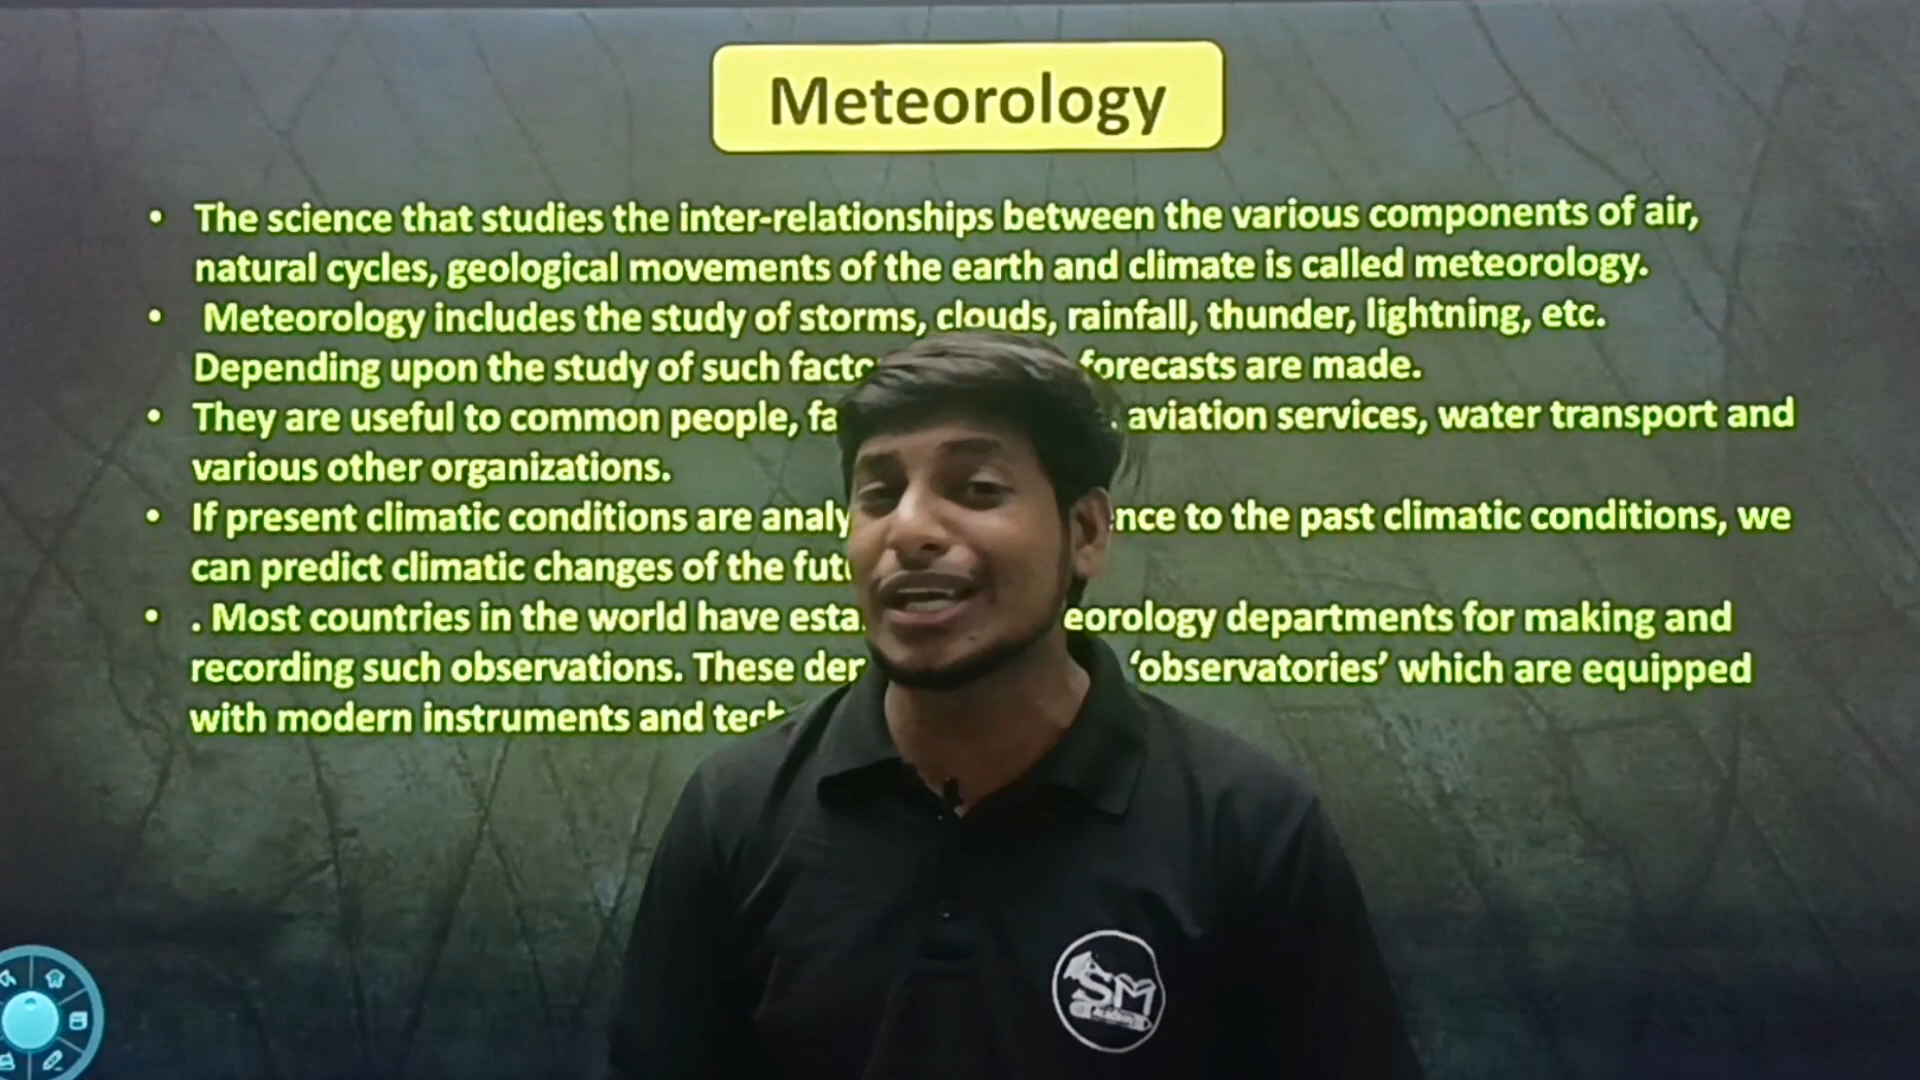 Meteorology
• The science that studies the inter-relationships between the various components of air,
natural cycles, geological movements of the earth and climate is called meteorology.
• Meteorology includes the study of storms, clouds, rainfall, thunder, lightning, etc.
Depending upon the study of such forecasts are made.
• They are useful to common people, aviation services, water transport and
various other organizations.
• If present climatic conditions are to the past climatic conditions, we
can predict climatic changes of the
• . Most countries in the world have departments for making and
recording such observations. These ‘observatories’ which are equipped
with modern instruments and
SM
Academy